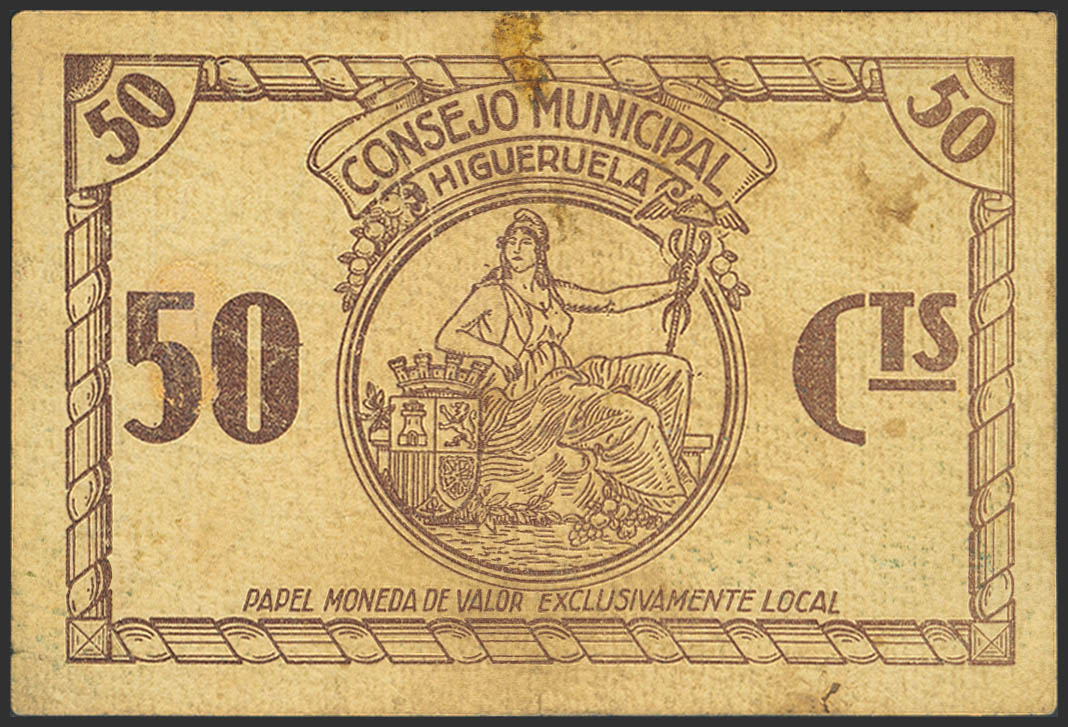 50 50
CONSEJO MUNICIPAL
HIGUERUELA
50 CTS
PAPEL MONEDA DE VALOR EXCLUSIVAMENTE LOCAL